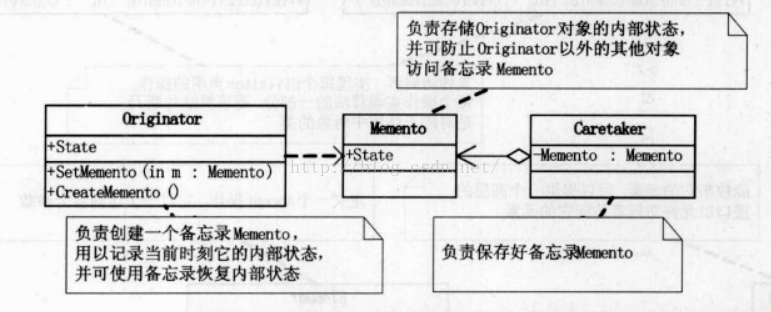 负责存储Originator对象的内部状态，
并可防止Originator以外的其他对象
访问备忘录Memento
Originator
+State
+SetMemento(in m : Memento)
+CreateMemento()
Memento
+State
Caretaker
-Memento : Memento
http://blog.csdn.net/
负责创建一个备忘录Memento，
用以记录当前时刻它的内部状态，
并可使用备忘录恢复内部状态
负责保存好备忘录Memento